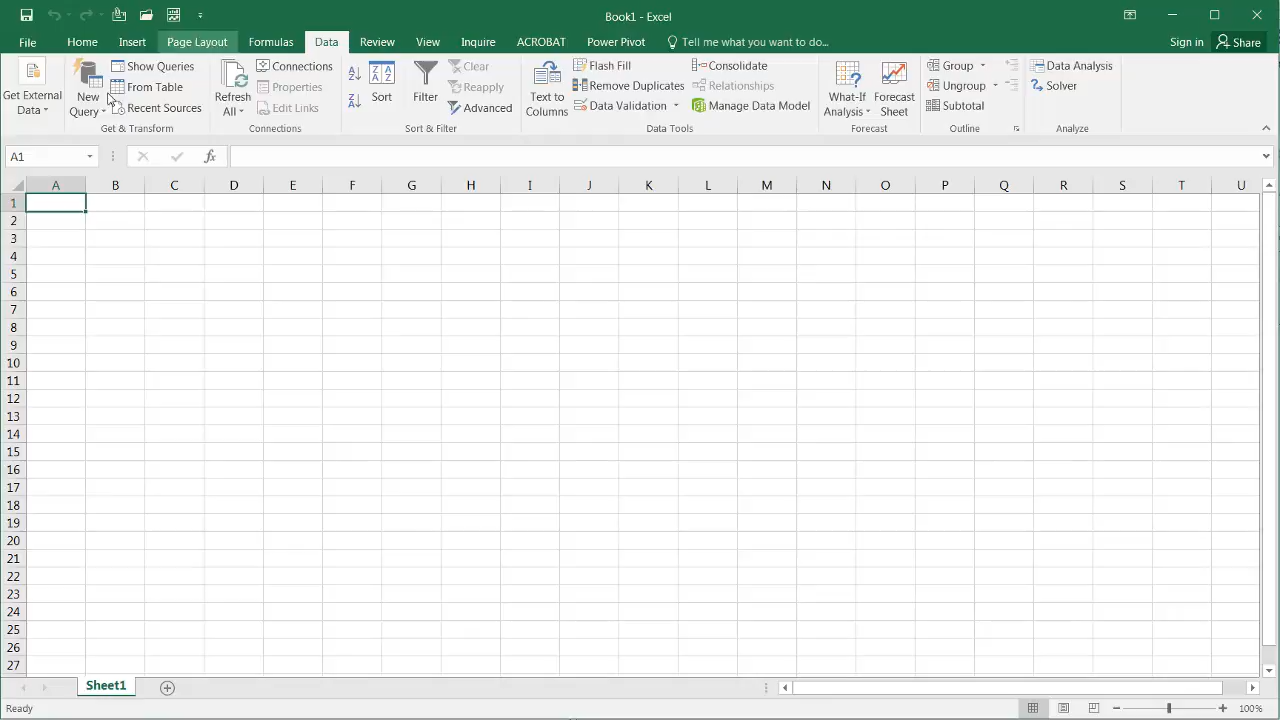 Book1 - Excel
File Home Insert Page Layout Formulas Data Review View Inquire ACROBAT Power Pivot Tell me what you want to do... Sign in Share
Get External Data
New Query
Show Queries
From Table
Recent Sources
Get & Transform
Refresh All
Connections
Properties
Edit Links
Connections
Sort
Filter
Clear
Reapply
Advanced
Sort & Filter
Text to Columns
Flash Fill
Remove Duplicates
Data Validation
Consolidate
Relationships
Manage Data Model
Data Tools
What-If Analysis
Forecast Sheet
Forecast
Group
Ungroup
Subtotal
Outline
Data Analysis
Solver
Analyze
A1
fx
A B C D E F G H I J K L M N O P Q R S T U
1
2
3
4
5
6
7
8
9
10
11
12
13
14
15
16
17
18
19
20
21
22
23
24
25
26
27
Sheet1
Ready
100%